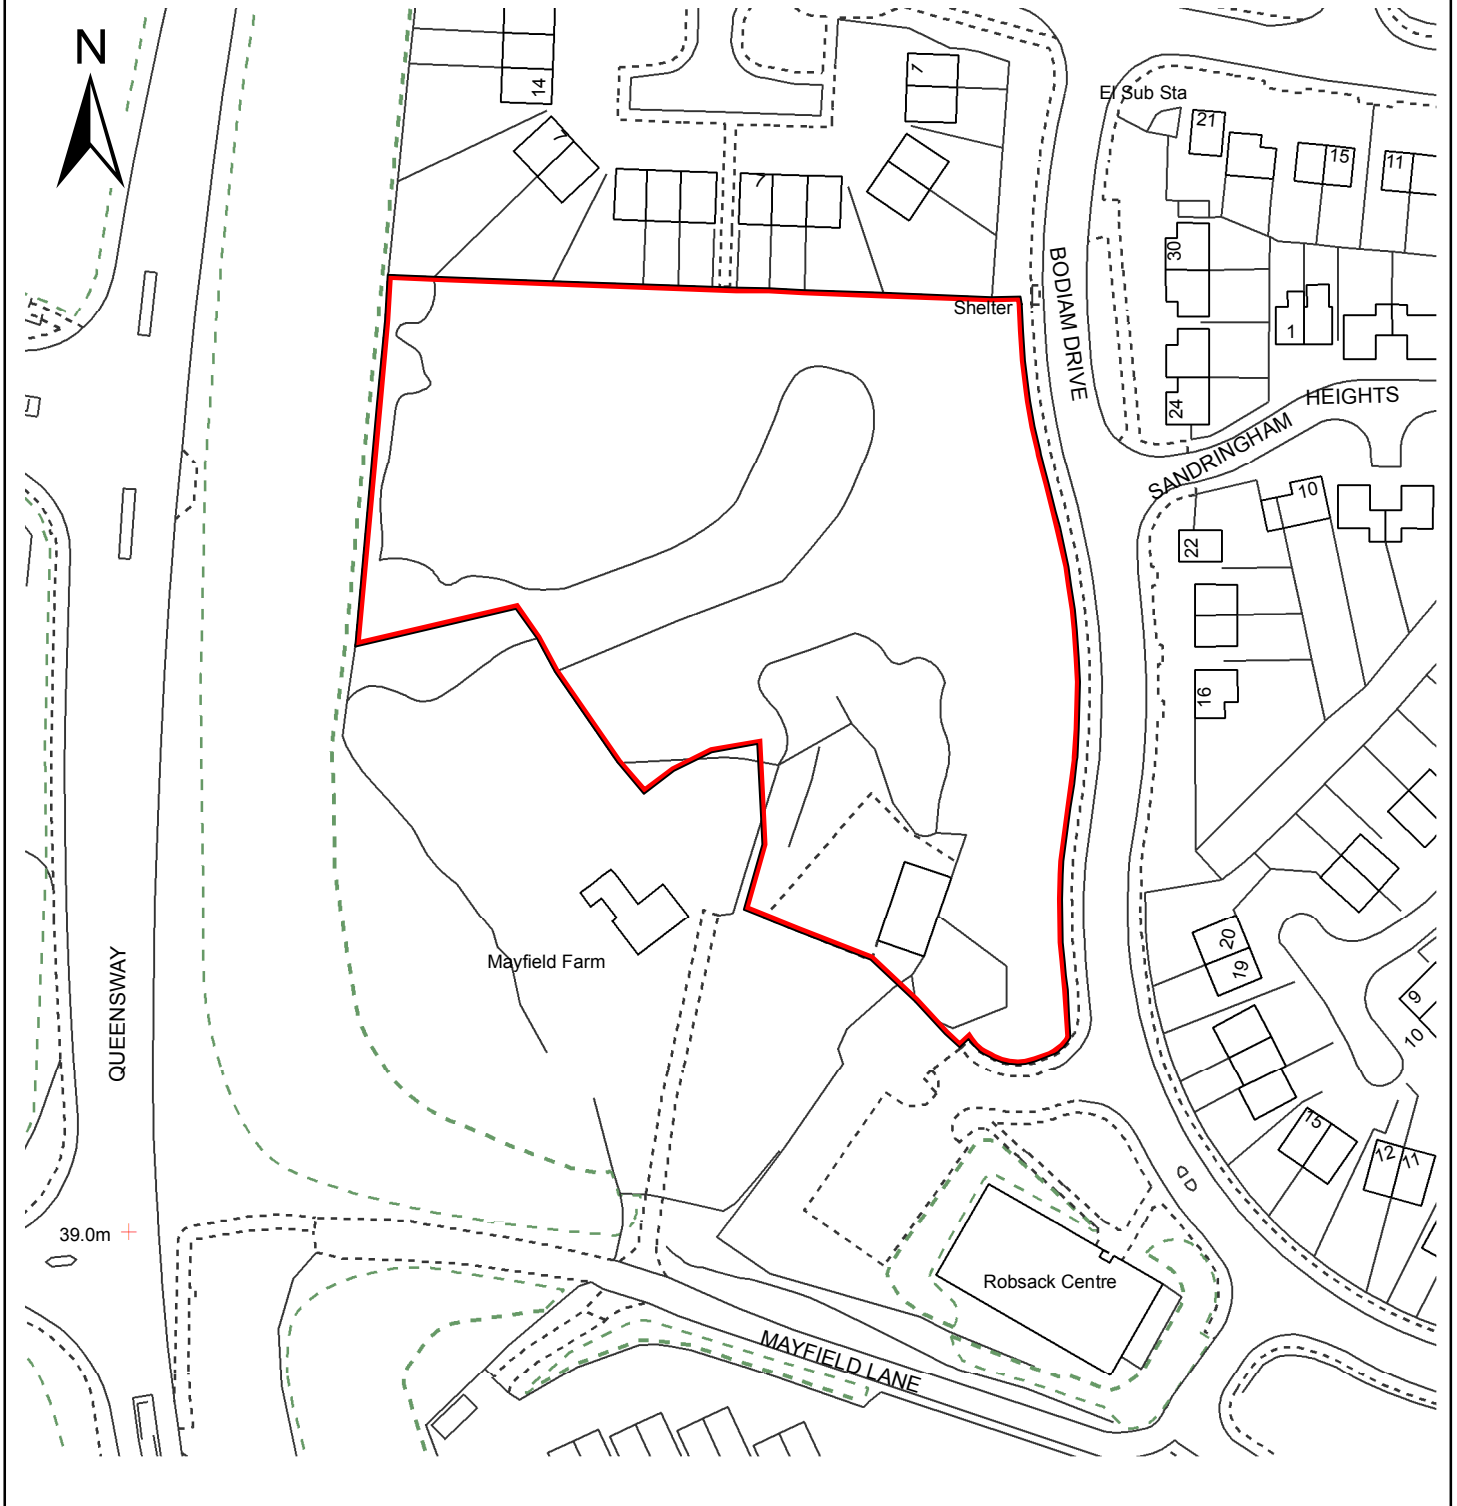 N
14
7
7
7
El Sub Sta
21
15
11
30
BODIAM DRIVE
Shelter
1
24
HEIGHTS
SANDRINGHAM
10
22
16
20
19
9
10
QUEENSWAY
Mayfield Farm
15
12
11
39.0m
Robsack Centre
MAYFIELD LANE